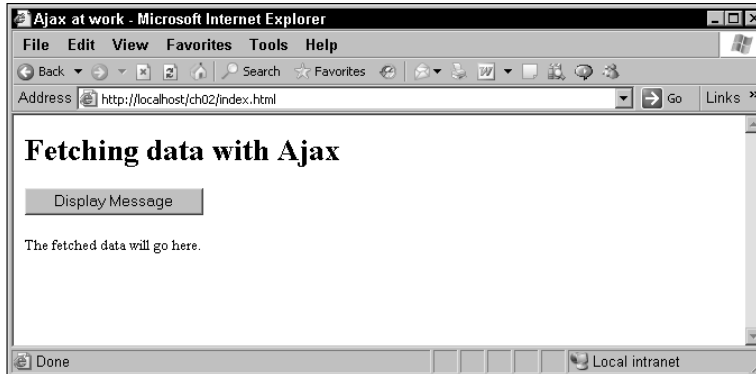 Ajax at work - Microsoft Internet Explorer
File Edit View Favorites Tools Help
Back Search Favorites
Address http://localhost/ch02/index.html Go Links »
Fetching data with Ajax
Display Message
The fetched data will go here.
Done Local intranet